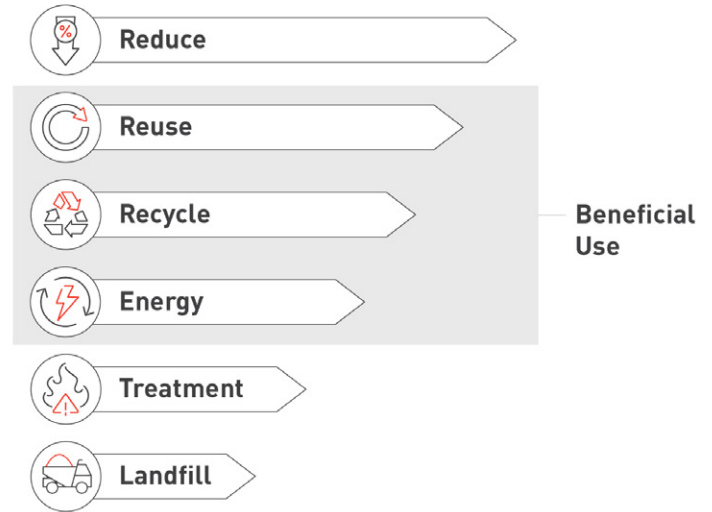 %
Reduce
Reuse
Recycle
Energy
Treatment
Landfill
Beneficial
Use